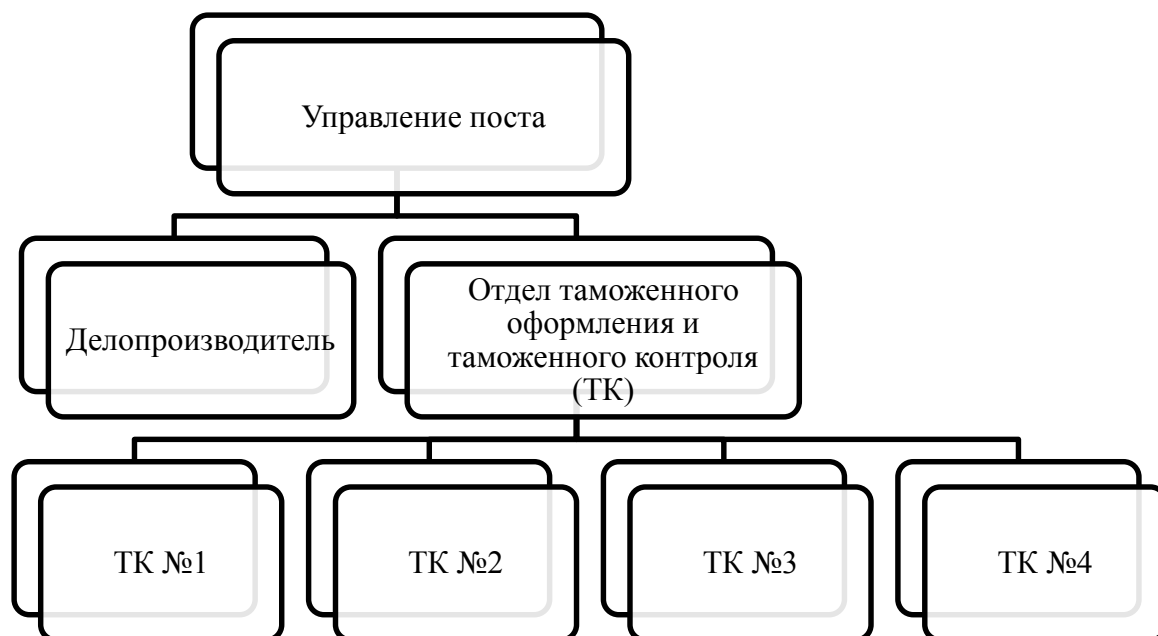 Управление поста
Делопроизводитель
Отдел таможенного
оформления и
таможенного контроля
(ТК)
ТК №1
ТК №2
ТК №3
ТК №4